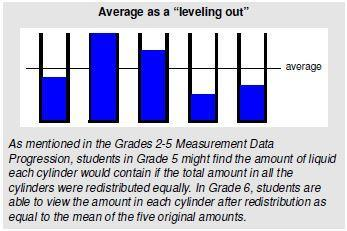 Average as a “leveling out”
average
As mentioned in the Grades 2-5 Measurement Data
Progression, students in Grade 5 might find the amount of liquid
each cylinder would contain if the total amount in all the
cylinders were redistributed equally. In Grade 6, students are
able to view the amount in each cylinder after redistribution as
equal to the mean of the five original amounts.